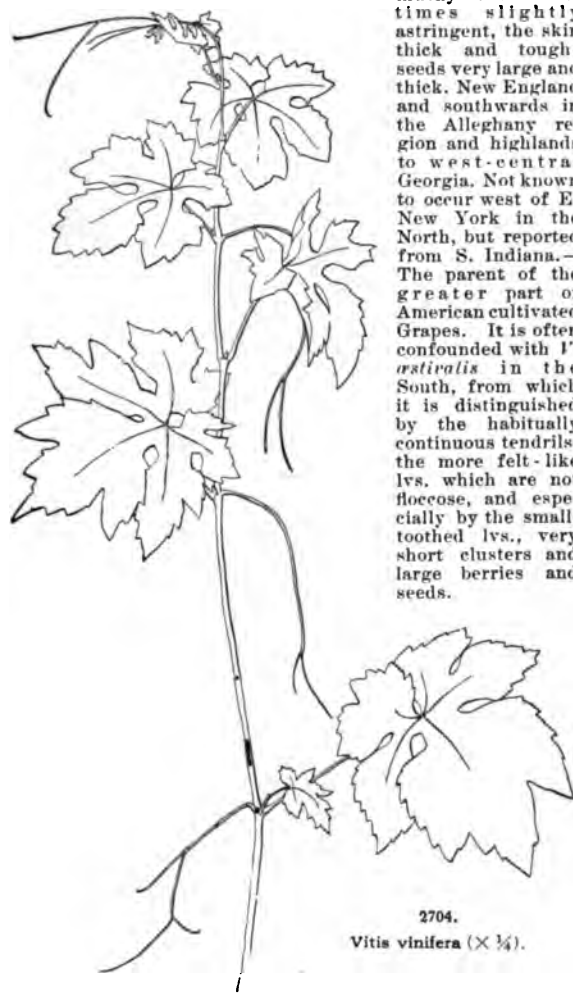 times slightly
astringent, the skin
thick and tough,
seeds very large and
thick. New England
and southwards in
the Alleghany re-
gion and highlands
to west-central
Georgia. Not known
to occur west of E.
New York in the
North, but reported
from S. Indiana.—
The parent of the
greater part of
American cultivated
Grapes. It is often
confounded with V.
æstivalis in the
South, from which
it is distinguished
by the habitually
continuous tendrils,
the more felt-like
lvs. which are not
floccose, and espe-
cially by the small-
toothed lvs., very
short clusters and
large berries and
seeds.
2704.
Vitis vinifera (× ¼).